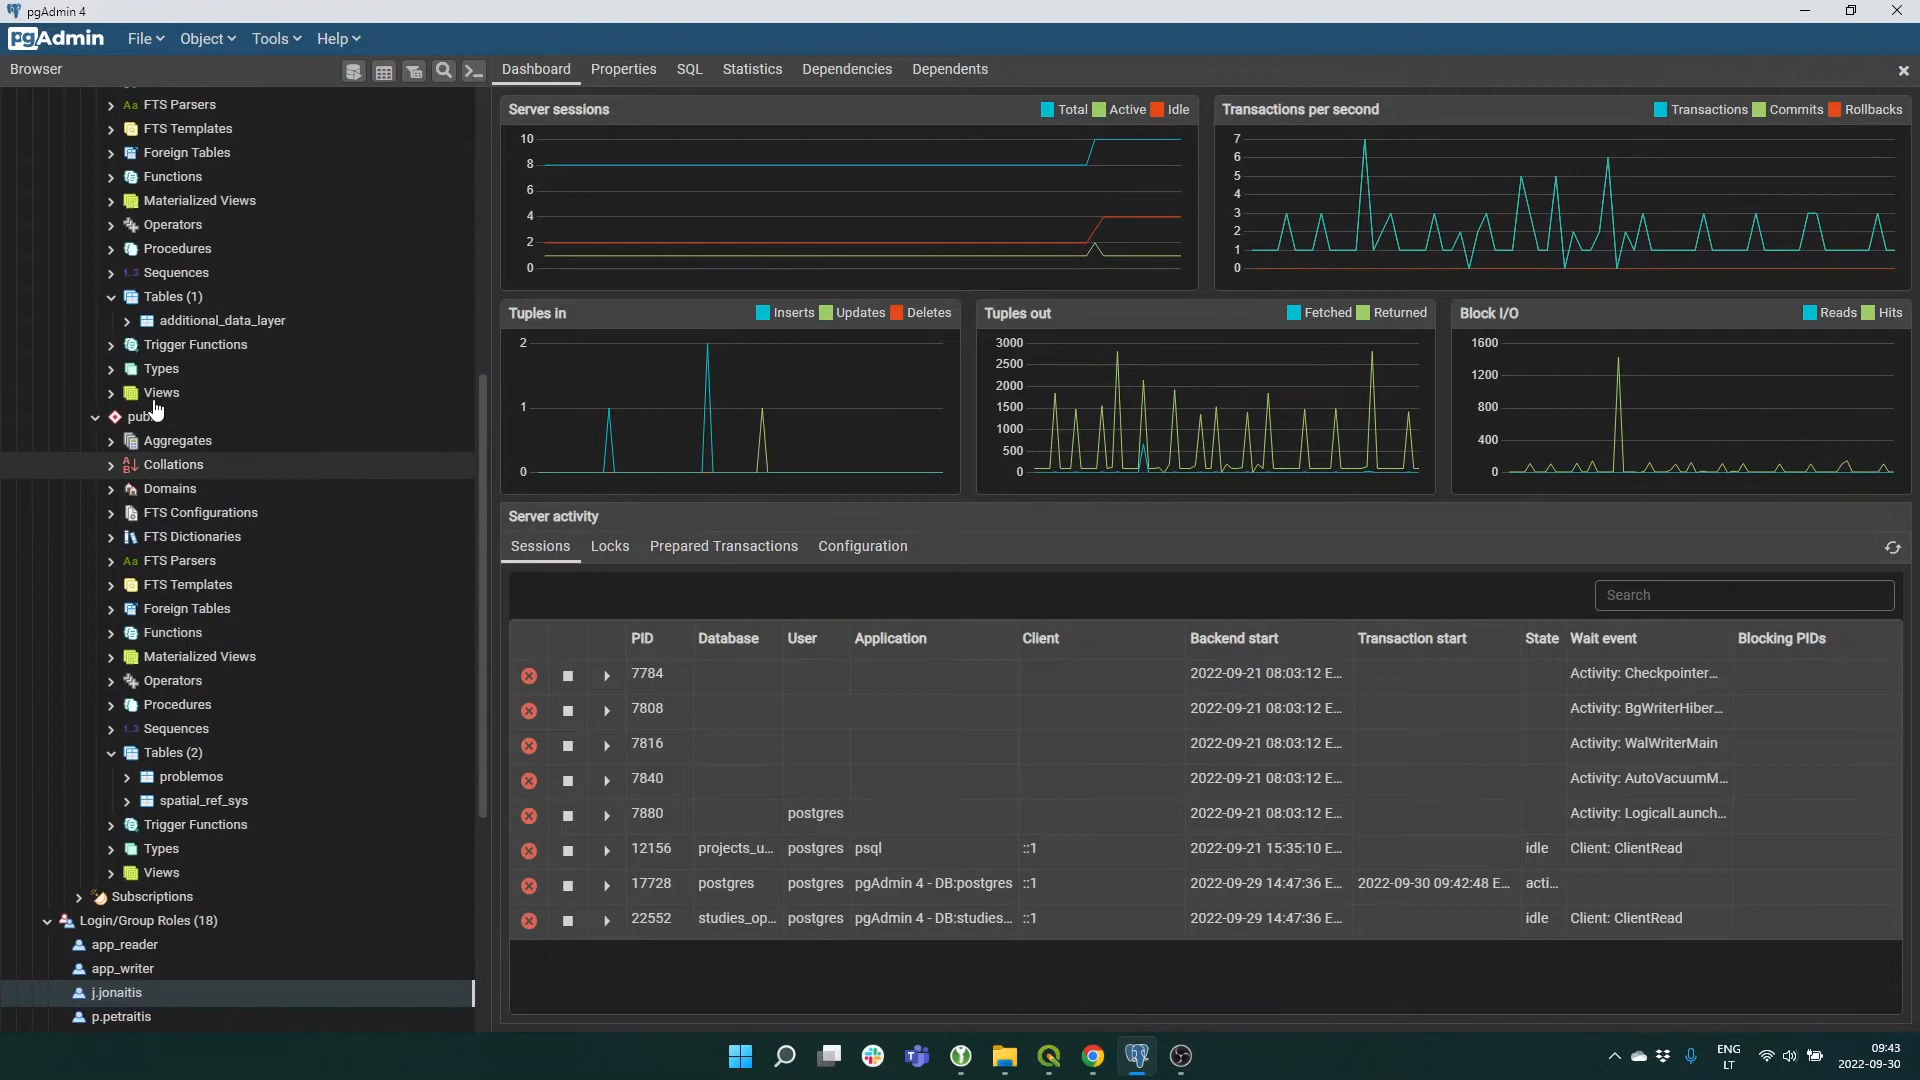 pgAdmin 4
pgAdmin File Object Tools Help
Browser
Dashboard Properties SQL Statistics Dependencies Dependents
FTS Parsers
FTS Templates
Foreign Tables
Functions
Materialized Views
Operators
Procedures
1..3 Sequences
Tables (1)
additional_data_layer
Trigger Functions
Types
Views
Aggregates
Collations
Domains
FTS Configurations
FTS Dictionaries
Aa FTS Parsers
FTS Templates
Foreign Tables
Functions
Materialized Views
Operators
Procedures
1..3 Sequences
Tables (2)
problemos
spatial_ref_sys
Trigger Functions
Types
Views
Subscriptions
Login/Group Roles (18)
app_reader
app_writer
j.jonaitis
p.petraitis
Server sessions Total Active Idle
10
8
6
4
2
0
Transactions per second Transactions Commits Rollbacks
7
6
5
4
3
2
1
0
Tuples in Inserts Updates Deletes
2
1
0
Tuples out Fetched Returned
3000
2500
2000
1500
1000
500
0
Block I/O Reads Hits
1600
1200
800
400
0
Server activity
Sessions Locks Prepared Transactions Configuration
Search
PID Database User Application Client Backend start Transaction start State Wait event Blocking PIDs
7784 2022-09-21 08:03:12 E... Activity: Checkpointer...
7808 2022-09-21 08:03:12 E... Activity: BgWriterHiber...
7816 2022-09-21 08:03:12 E... Activity: WalWriterMain
7840 2022-09-21 08:03:12 E... Activity: AutoVacuumM...
7880 postgres 2022-09-21 08:03:12 E... Activity: LogicalLaunch...
12156 projects_u... postgres psql ::1 2022-09-21 15:35:10 E... idle Client: ClientRead
17728 postgres postgres pgAdmin 4 - DB:postgres ::1 2022-09-29 14:47:36 E... 2022-09-30 09:42:48 E... acti...
22552 studies_op... postgres pgAdmin 4 - DB:studies... ::1 2022-09-29 14:47:36 E... idle Client: ClientRead
ENG
LT
09:43
2022-09-30